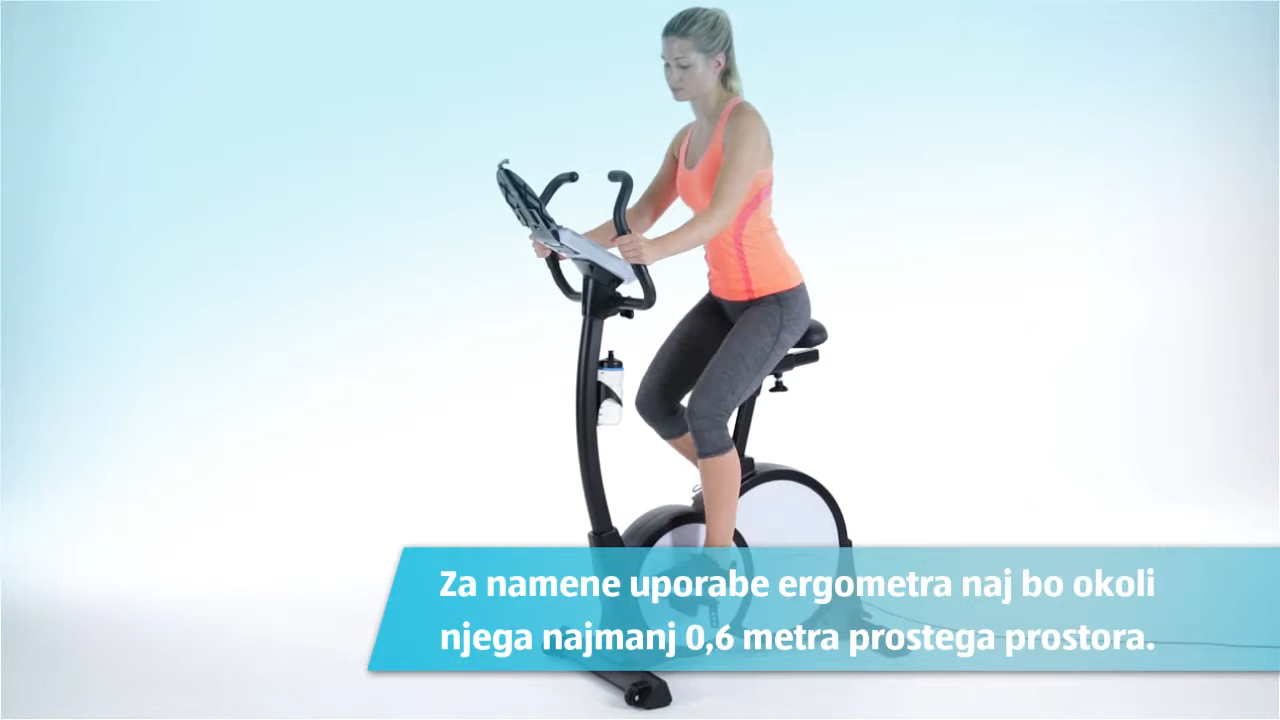 Za namene uporabe ergometra naj bo okoli
njega najmanj 0,6 metra prostega prostora.